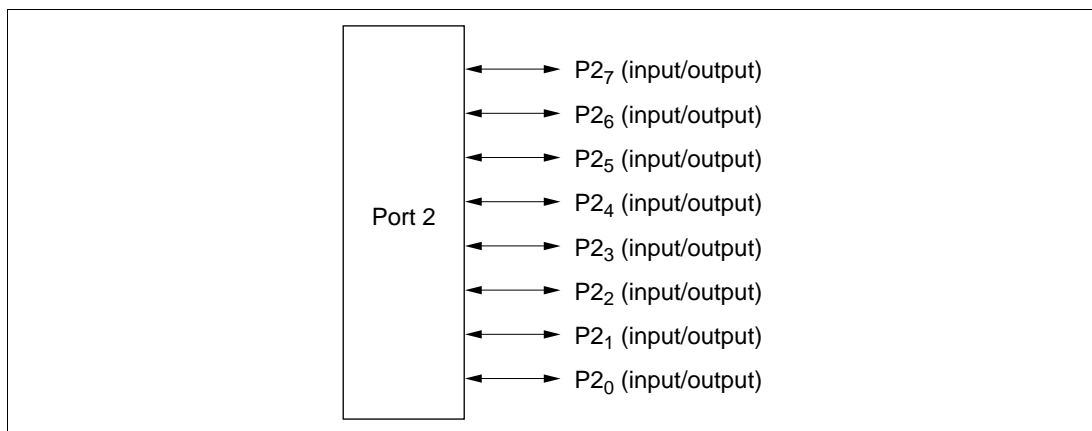 Port 2
P2₇ (input/output)
P2₆ (input/output)
P2₅ (input/output)
P2₄ (input/output)
P2₃ (input/output)
P2₂ (input/output)
P2₁ (input/output)
P2₀ (input/output)